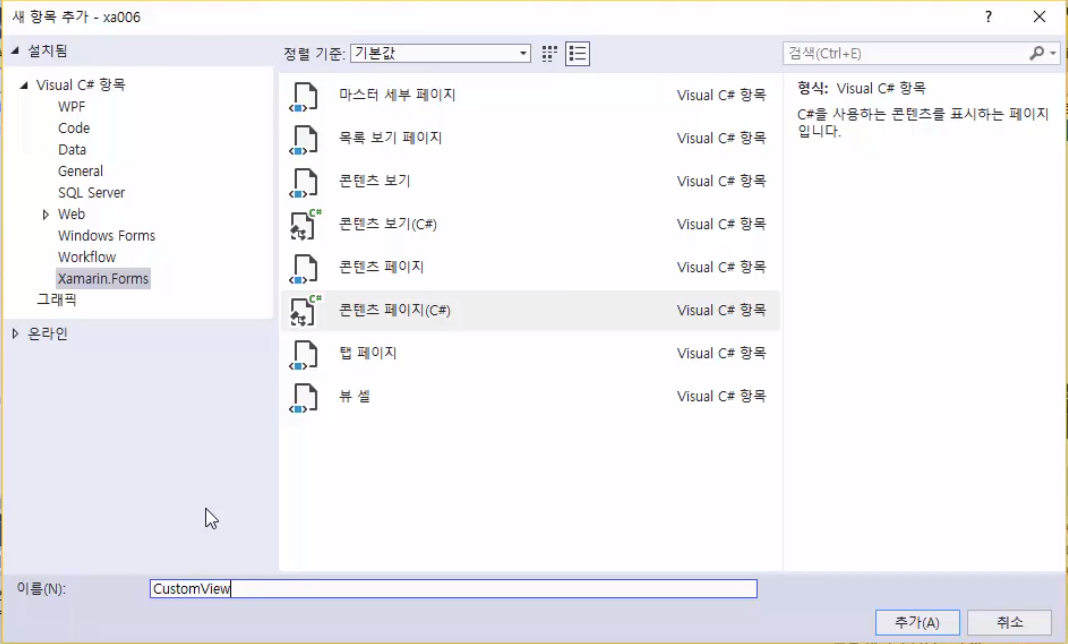 새 항목 추가 - xa006
?
설치됨
정렬 기준: 기본값
검색(Ctrl+E)
Visual C# 항목
WPF
Code
Data
General
SQL Server
Web
Windows Forms
Workflow
Xamarin.Forms
그래픽
온라인
마스터 세부 페이지 Visual C# 항목
목록 보기 페이지 Visual C# 항목
콘텐츠 보기 Visual C# 항목
C# 콘텐츠 보기(C#) Visual C# 항목
콘텐츠 페이지 Visual C# 항목
C# 콘텐츠 페이지(C#) Visual C# 항목
탭 페이지 Visual C# 항목
뷰 셀 Visual C# 항목
형식: Visual C# 항목
C#을 사용하는 콘텐츠를 표시하는 페이지
입니다.
이름(N): CustomView
추가(A) 취소